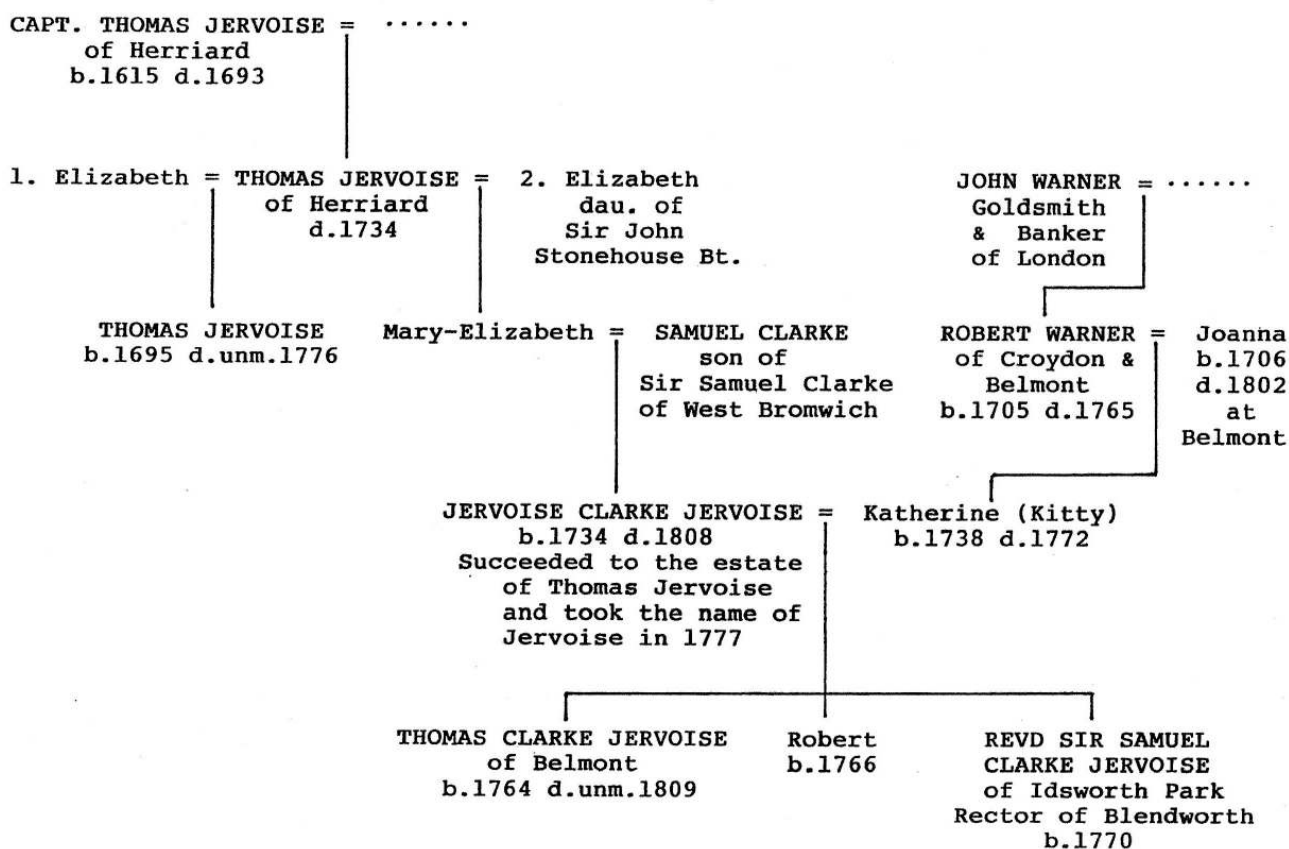 CAPT. THOMAS JERVOISE = ······
of Herriard
b.1615 d.1693
1. Elizabeth = THOMAS JERVOISE = 2. Elizabeth
of Herriard
d.1734
dau. of
Sir John
Stonehouse Bt.
JOHN WARNER = ······
Goldsmith
& Banker
of London
THOMAS JERVOISE
b.1695 d.unm.1776
Mary-Elizabeth = SAMUEL CLARKE
son of
Sir Samuel Clarke
of West Bromwich
ROBERT WARNER = Joanna
of Croydon &
Belmont
b.1705 d.1765
b.1706
d.1802
at
Belmont
JERVOISE CLARKE JERVOISE = Katherine (Kitty)
b.1734 d.1808
Succeeded to the estate
of Thomas Jervoise
and took the name of
Jervoise in 1777
b.1738 d.1772
THOMAS CLARKE JERVOISE
of Belmont
b.1764 d.unm.1809
Robert
b.1766
REVD SIR SAMUEL
CLARKE JERVOISE
of Idsworth Park
Rector of Blendworth
b.1770